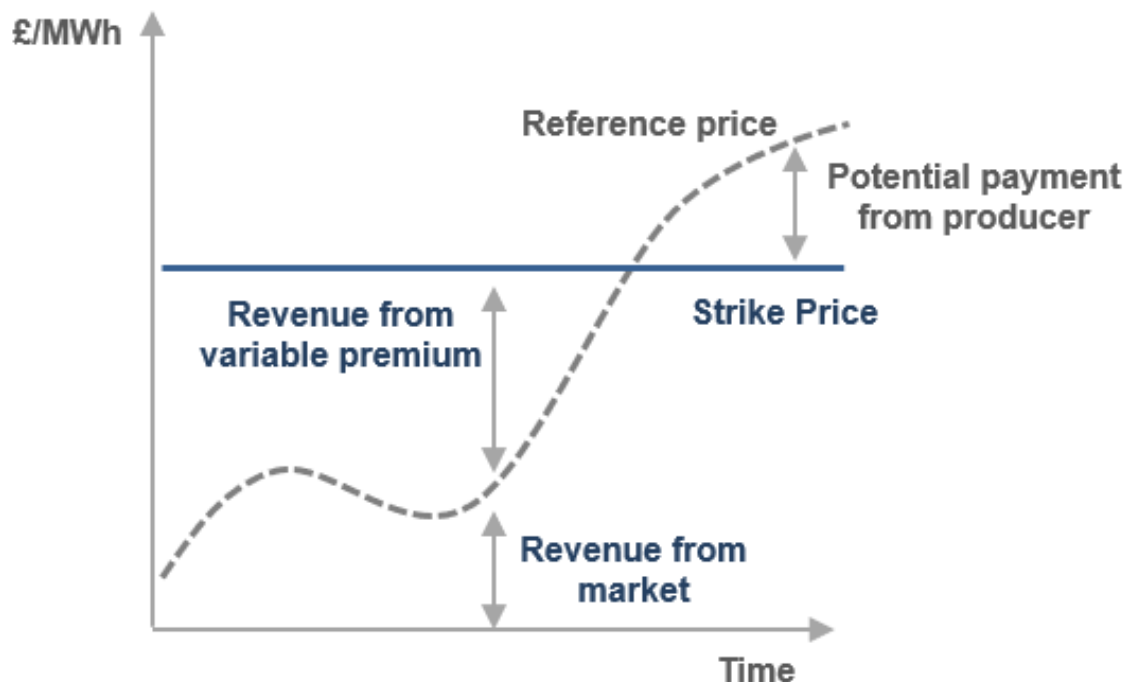 £/MWh
Reference price
Potential payment
from producer
Revenue from
variable premium
Strike Price
Revenue from
market
Time